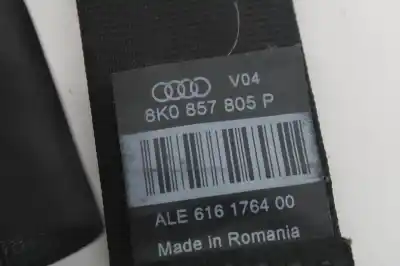 V04
8K0 857 805 P
ALE 616 1764 00
Made in Romania